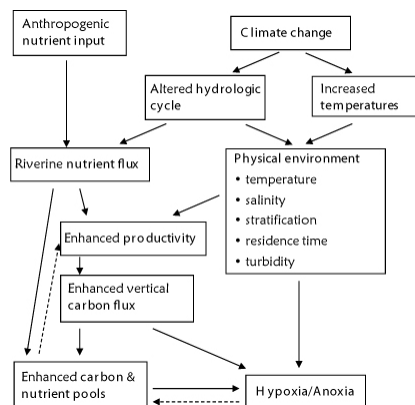 Anthropogenic
nutrient input
Climate change
Altered hydrologic
cycle
Increased
temperatures
Riverine nutrient flux
Physical environment
• temperature
• salinity
• stratification
• residence time
• turbidity
Enhanced productivity
Enhanced vertical
carbon flux
Enhanced carbon &
nutrient pools
Hypoxia/Anoxia